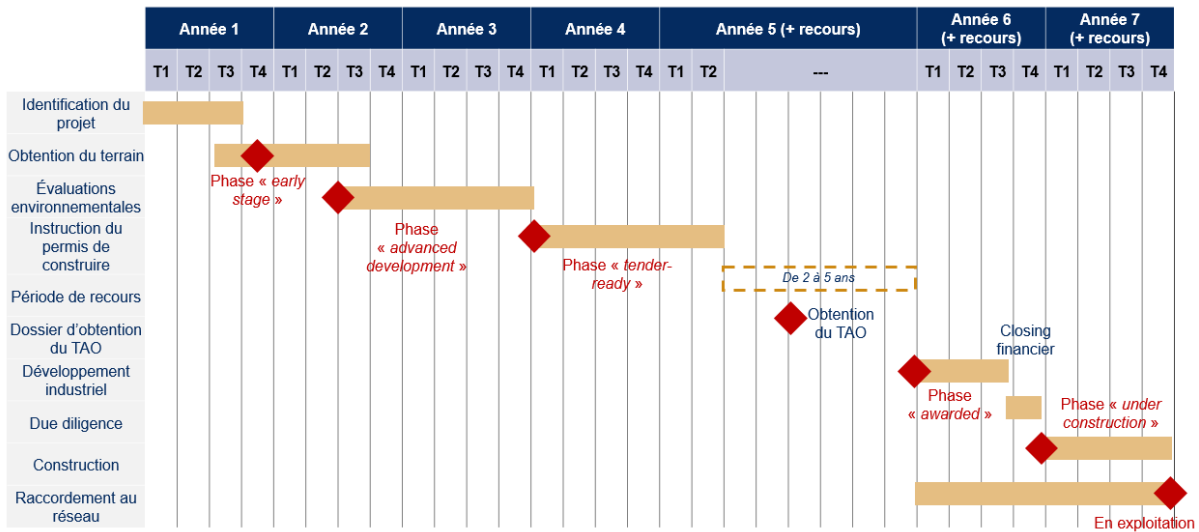 Année 1
Année 2
Année 3
Année 4
Année 5 (+ recours)
Année 6
(+ recours)
Année 7
(+ recours)
T1 T2 T3 T4 T1 T2 T3 T4 T1 T2 T3 T4 T1 T2 T3 T4 T1 T2 --- T1 T2 T3 T4 T1 T2 T3 T4
Identification du
projet
Obtention du terrain
Phase « early
stage »
Évaluations
environnementales
Phase
« advanced
development »
Instruction du
permis de
construire
Phase « tender-
ready »
Période de recours
De 2 à 5 ans
Dossier d'obtention
du TAO
Obtention
du TAO
Développement
industriel
Closing
financier
Phase
« awarded »
Due diligence
Phase « under
construction »
Construction
Raccordement au
réseau
En exploitation